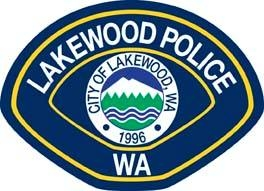 LAKEWOOD POLICE
CITY OF LAKEWOOD, WA
1996
WA